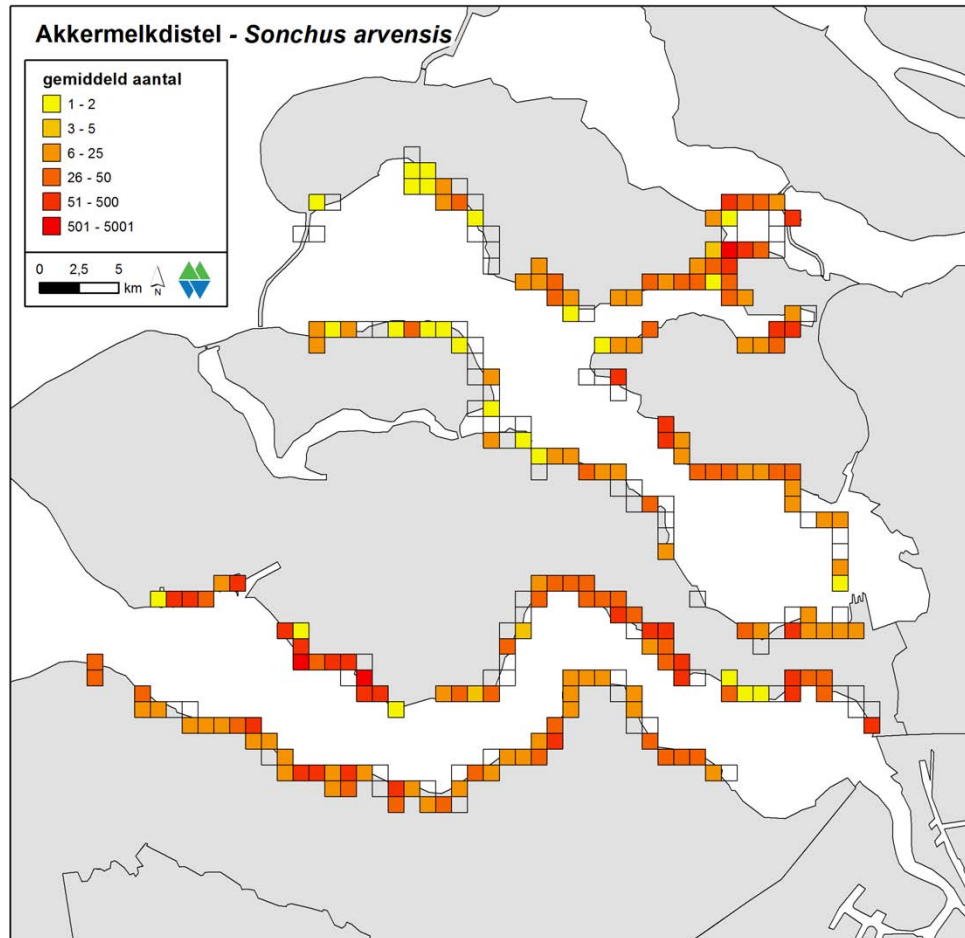 Akkermelkdistel - Sonchus arvensis
gemiddeld aantal
1 - 2
3 - 5
6 - 25
26 - 50
51 - 500
501 - 5001
0 2,5 5
km
N